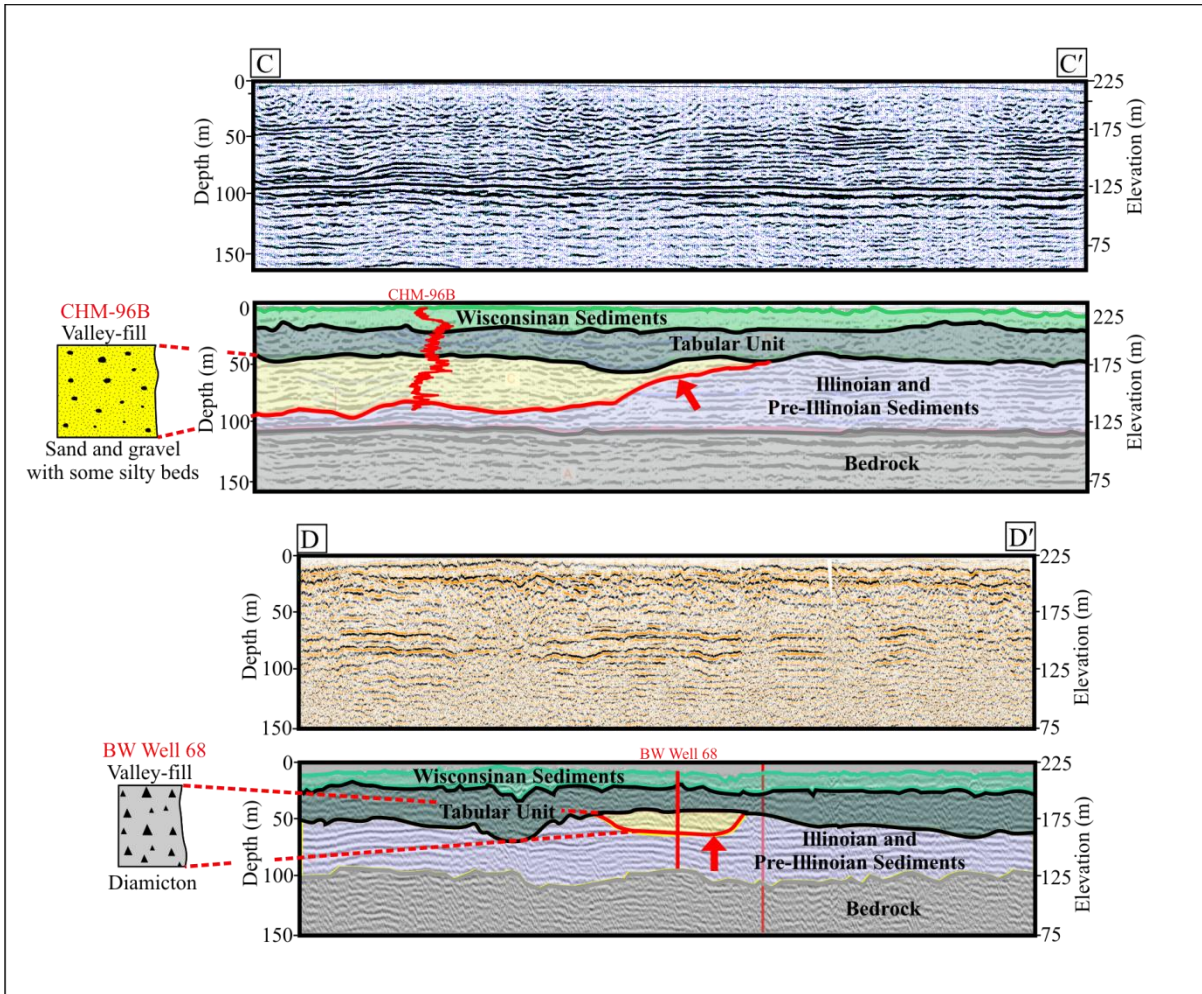 C
C′
0
50
100
150
Depth (m)
225
175
125
75
Elevation (m)
CHM-96B
Valley-fill
Sand and gravel
with some silty beds
CHM-96B
0
50
100
150
Depth (m)
Wisconsinan Sediments
Tabular Unit
Illinoian and
Pre-Illinoian Sediments
Bedrock
225
175
125
75
Elevation (m)
D
D′
0
50
100
150
Depth (m)
225
175
125
75
Elevation (m)
BW Well 68
Valley-fill
Diamicton
BW Well 68
0
50
100
150
Depth (m)
Wisconsinan Sediments
Tabular Unit
Illinoian and
Pre-Illinoian Sediments
Bedrock
225
175
125
75
Elevation (m)